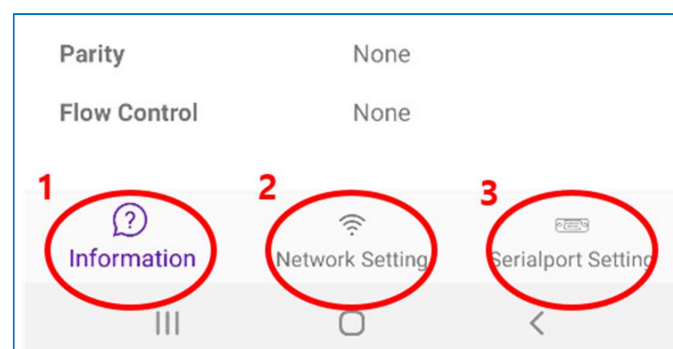 Parity None
Flow Control None
1 2 3
Information Network Setting Serialport Setting